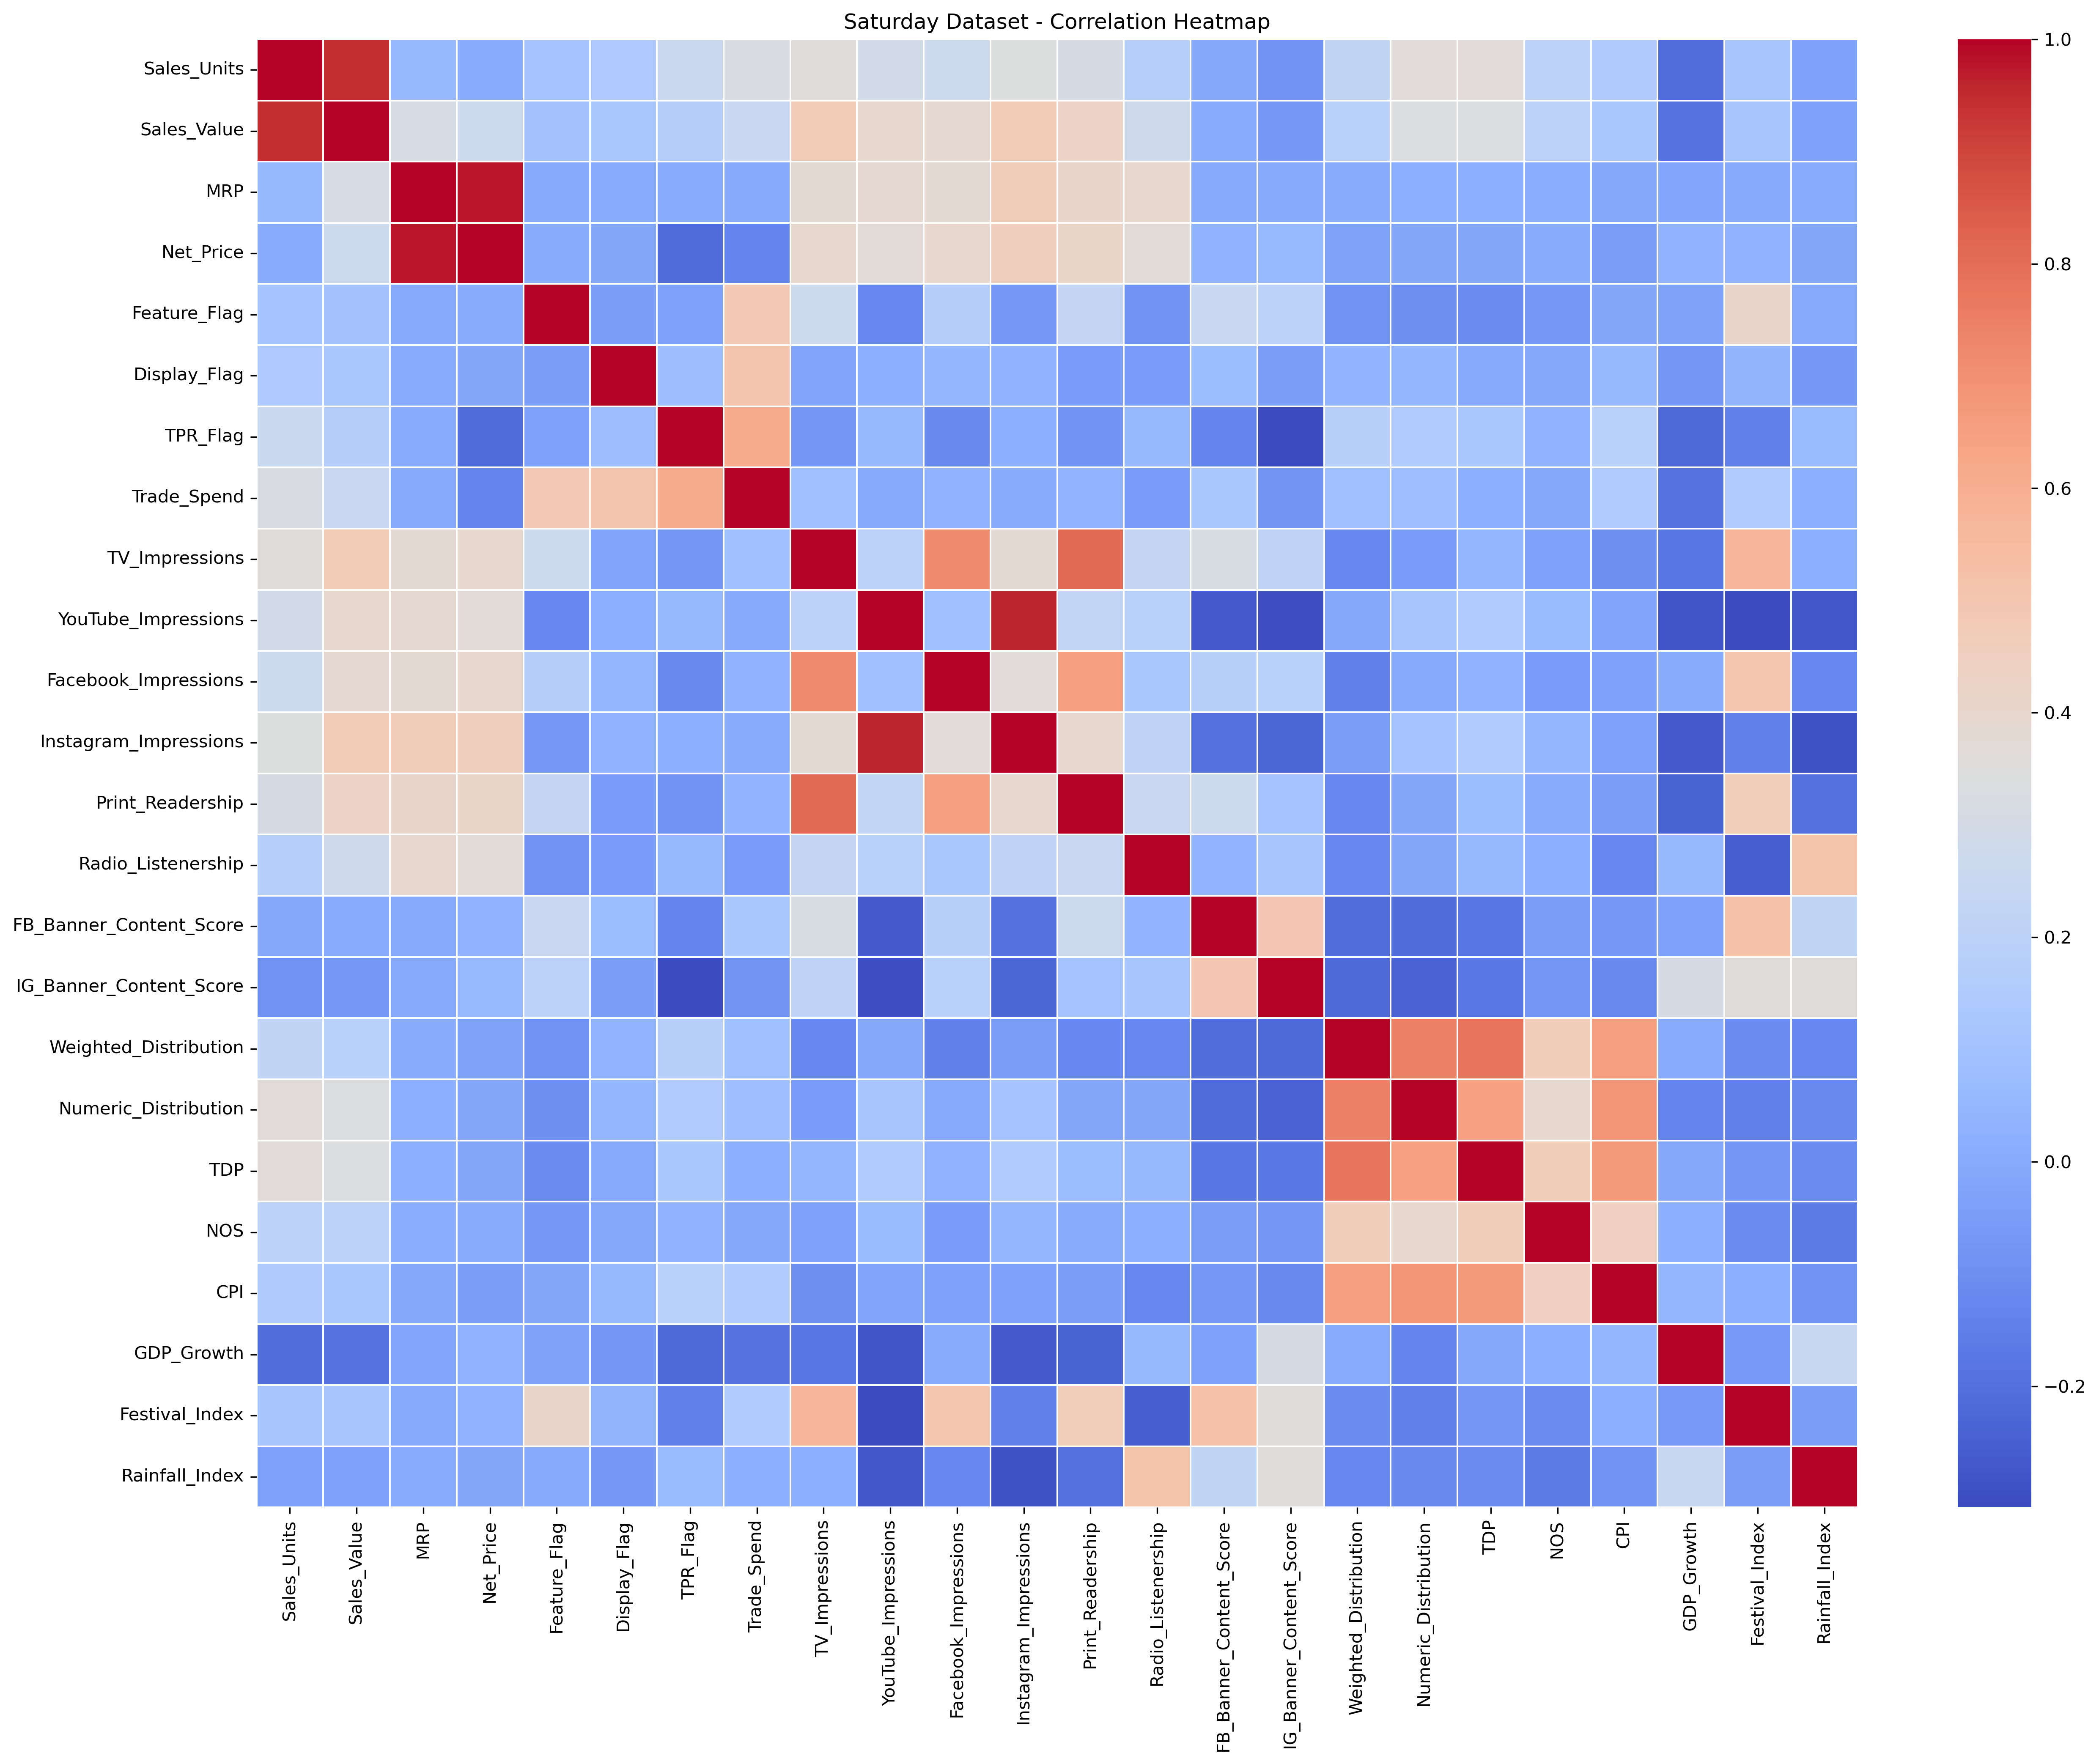 Saturday Dataset - Correlation Heatmap
Sales_Units
Sales_Value
MRP
Net_Price
Feature_Flag
Display_Flag
TPR_Flag
Trade_Spend
TV_Impressions
YouTube_Impressions
Facebook_Impressions
Instagram_Impressions
Print_Readership
Radio_Listenership
FB_Banner_Content_Score
IG_Banner_Content_Score
Weighted_Distribution
Numeric_Distribution
TDP
NOS
CPI
GDP_Growth
Festival_Index
Rainfall_Index
Sales_Units
Sales_Value
MRP
Net_Price
Feature_Flag
Display_Flag
TPR_Flag
Trade_Spend
TV_Impressions
YouTube_Impressions
Facebook_Impressions
Instagram_Impressions
Print_Readership
Radio_Listenership
FB_Banner_Content_Score
IG_Banner_Content_Score
Weighted_Distribution
Numeric_Distribution
TDP
NOS
CPI
GDP_Growth
Festival_Index
Rainfall_Index
1.0
0.8
0.6
0.4
0.2
0.0
−0.2